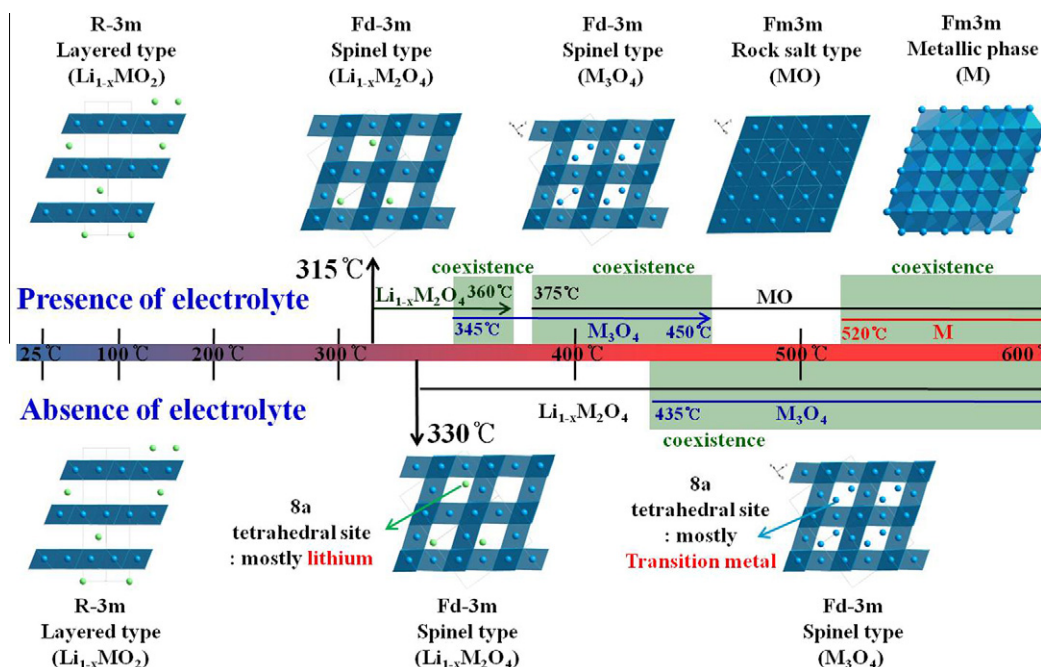 R-3m
Layered type
(Li1-xMO2)
Fd-3m
Spinel type
(Li1-xM2O4)
Fd-3m
Spinel type
(M3O4)
Fm3m
Rock salt type
(MO)
Fm3m
Metallic phase
(M)
315℃
coexistence
coexistence
coexistence
Presence of electrolyte
Li1-xM2O4
360℃
375℃
MO
345℃
M3O4
450℃
520℃
M
25℃
100℃
200℃
300℃
400℃
500℃
600℃
Absence of electrolyte
330℃
Li1-xM2O4
435℃
M3O4
coexistence
8a
tetrahedral site
: mostly lithium
8a
tetrahedral site
: mostly
Transition metal
R-3m
Layered type
(Li1-xMO2)
Fd-3m
Spinel type
(Li1-xM2O4)
Fd-3m
Spinel type
(M3O4)